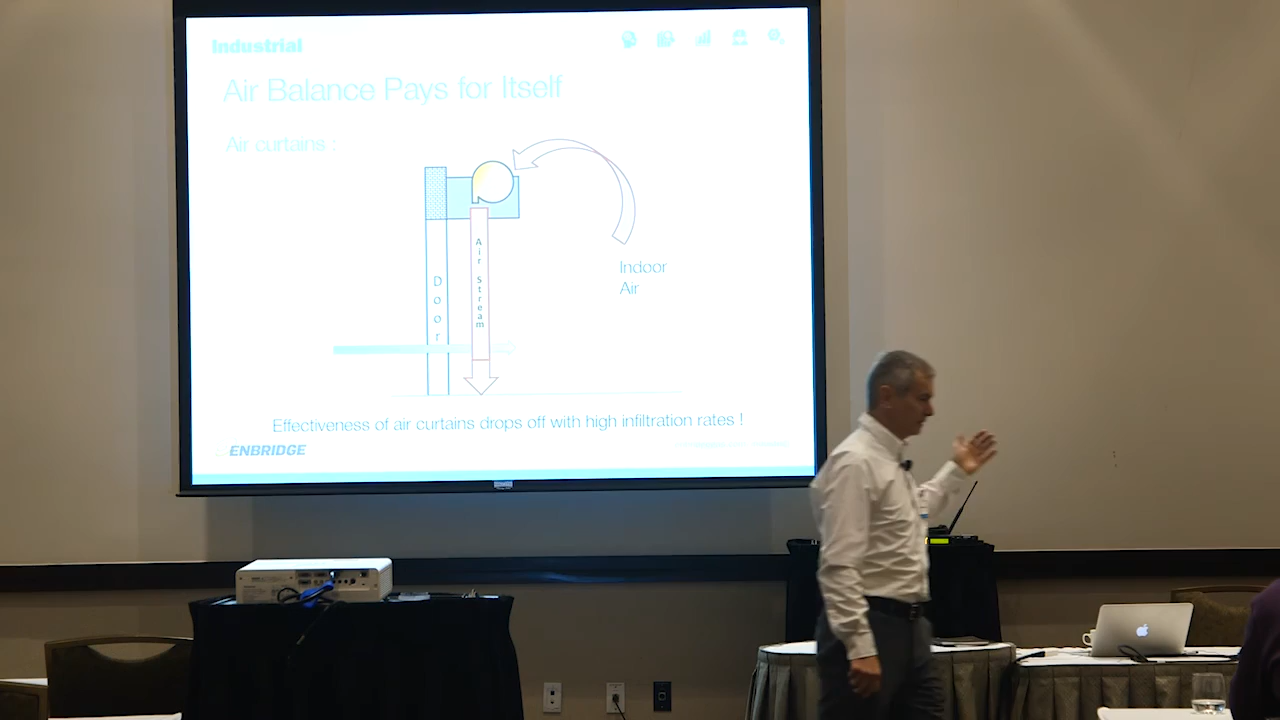 Industrial
Air Balance Pays for Itself
Air curtains :
Air Stream
Door
Indoor
Air
Effectiveness of air curtains drops off with high infiltration rates !
ENBRIDGE